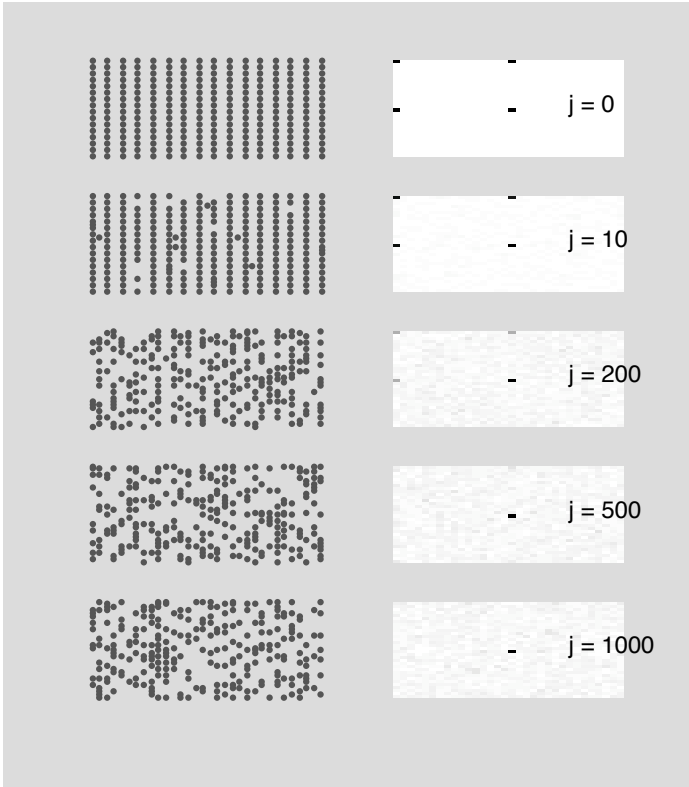 j = 0
j = 10
j = 200
j = 500
j = 1000